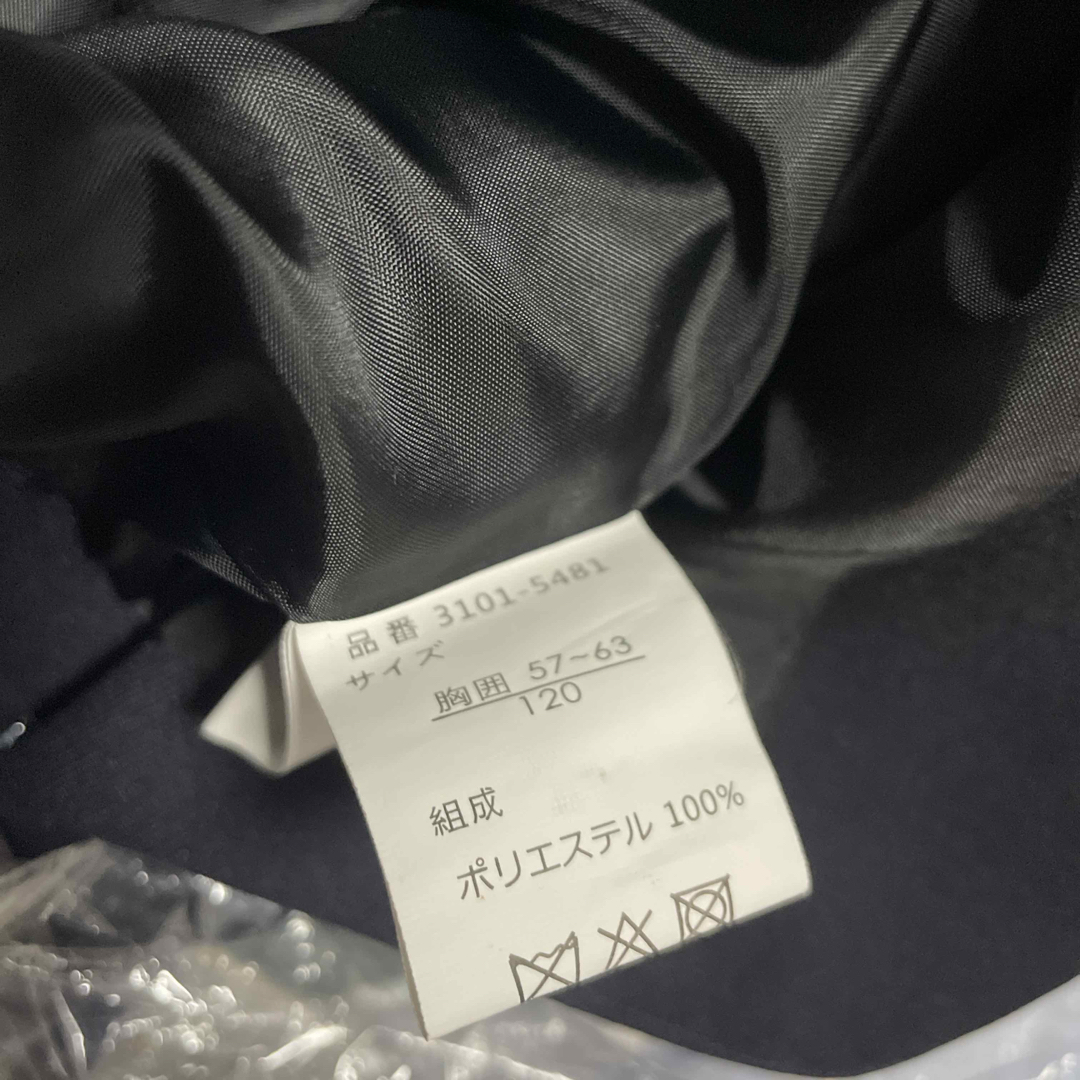 品番 3101-5481
サイズ
胸囲 57~63
120
組成
ポリエステル 100%